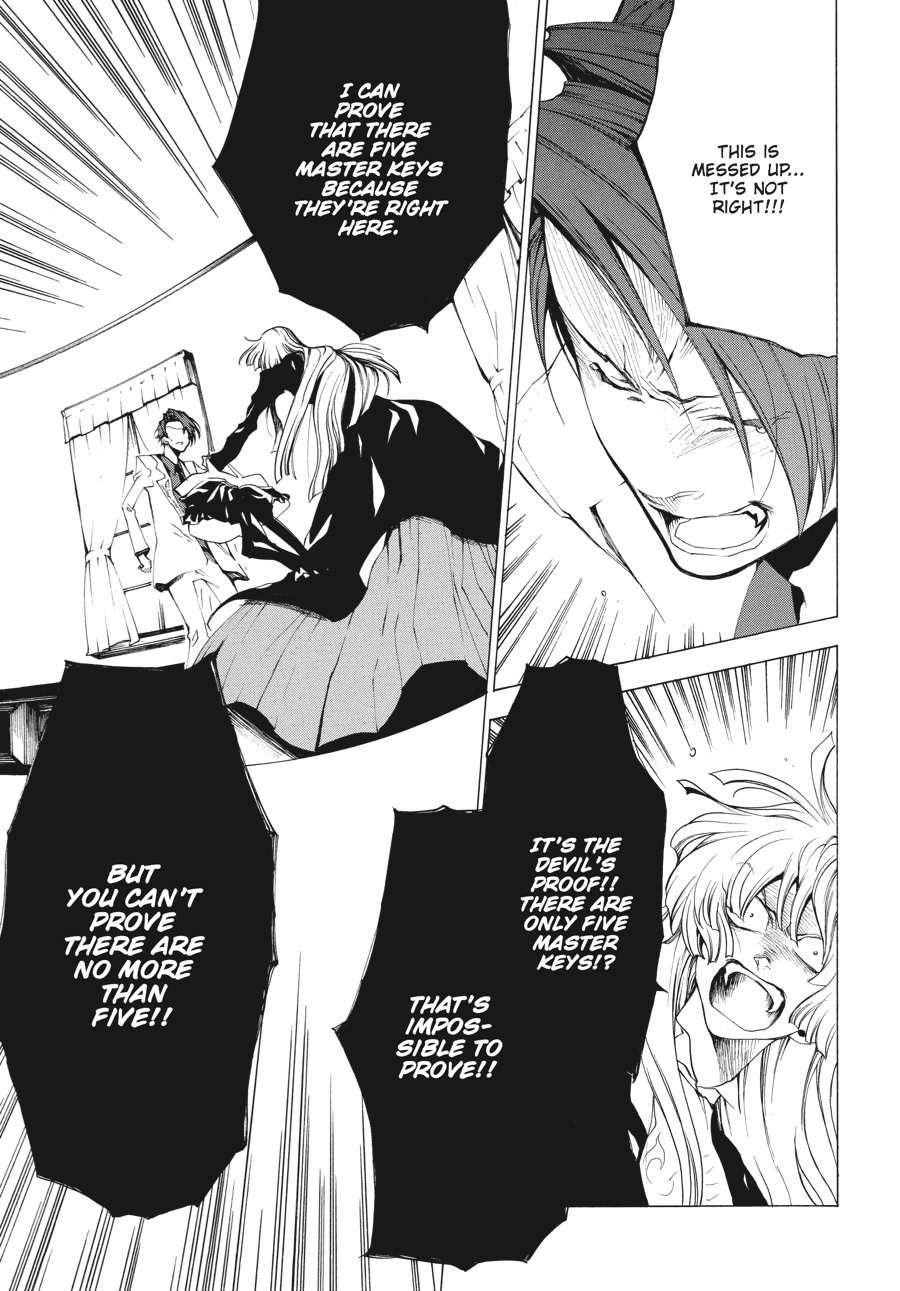 THIS IS
MESSED UP...
IT'S NOT
RIGHT!!!
I CAN
PROVE
THAT THERE
ARE FIVE
MASTER KEYS
BECAUSE
THEY'RE RIGHT
HERE.
IT'S THE
DEVIL'S
PROOF!!
THERE ARE
ONLY FIVE
MASTER
KEYS!?
THAT'S
IMPOS-
SIBLE TO
PROVE!!
BUT
YOU CAN'T
PROVE
THERE ARE
NO MORE
THAN
FIVE!!